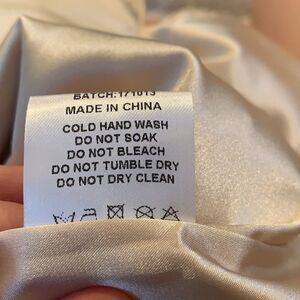 BATCH:171013
MADE IN CHINA
COLD HAND WASH
DO NOT SOAK
DO NOT BLEACH
DO NOT TUMBLE DRY
DO NOT DRY CLEAN